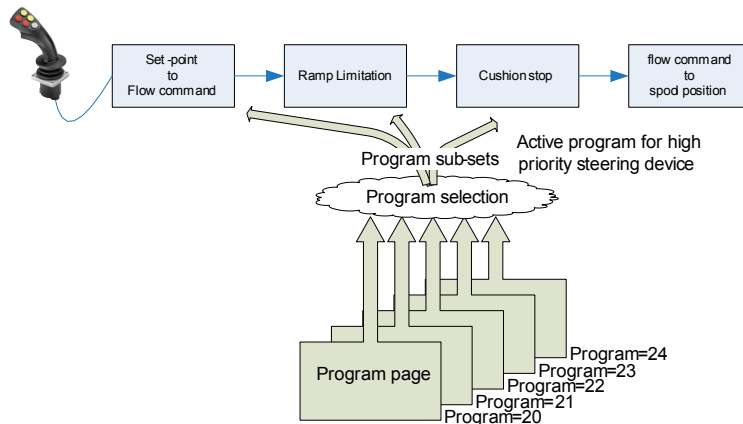 Set -point
to
Flow command
Ramp Limitation
Cushion stop
flow command
to
spool position
Program sub-sets
Active program for high
priority steering device
Program selection
Program page
Program=24
Program=23
Program=22
Program=21
Program=20